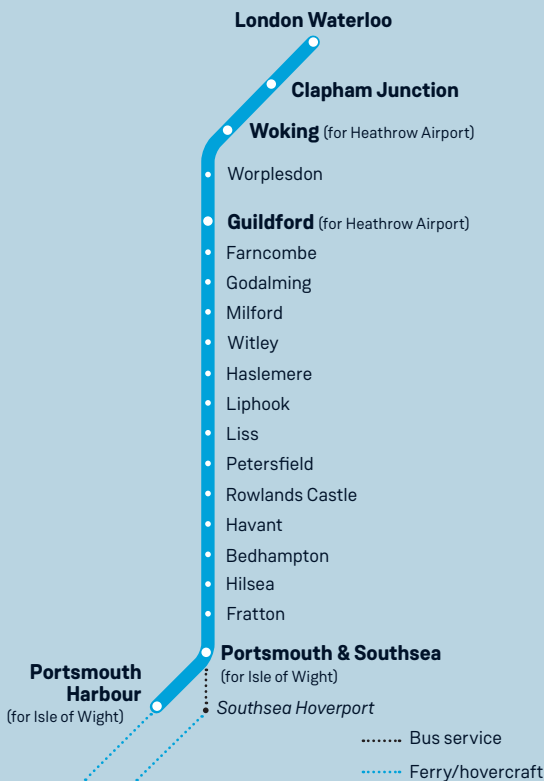 London Waterloo
Clapham Junction
Woking (for Heathrow Airport)
Worplesdon
Guildford (for Heathrow Airport)
Farncombe
Godalming
Milford
Witley
Haslemere
Liphook
Liss
Petersfield
Rowlands Castle
Havant
Bedhampton
Hilsea
Fratton
Portsmouth & Southsea
(for Isle of Wight)
Portsmouth
Harbour
(for Isle of Wight)
Southsea Hoverport
Bus service
Ferry/hovercraft